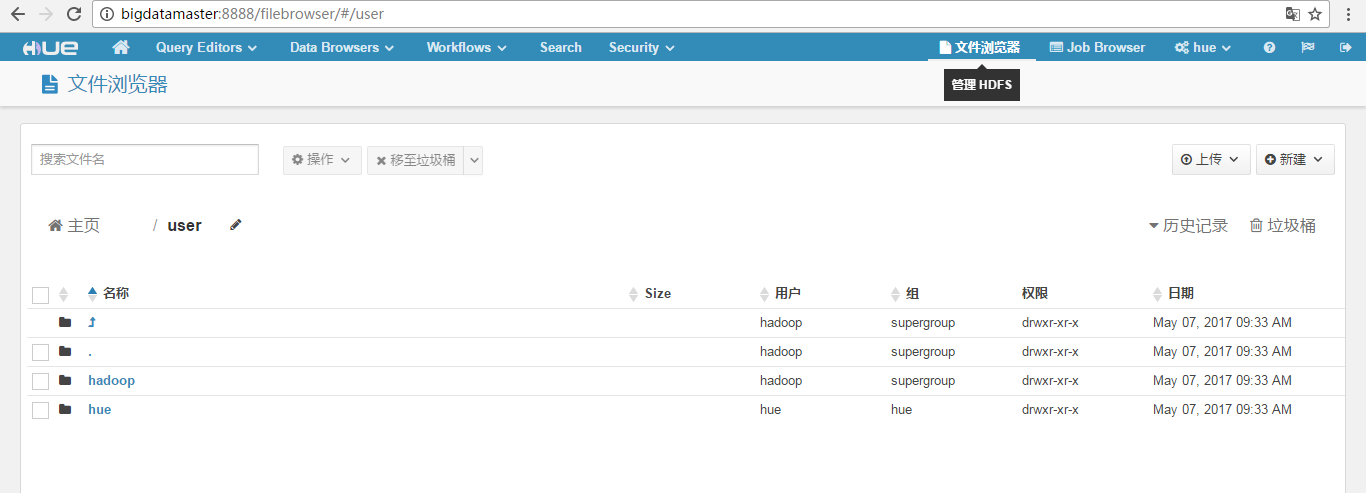 bigdatamaster:8888/filebrowser/#/user
HUE Query Editors Data Browsers Workflows Search Security 文件浏览器 Job Browser hue
文件浏览器
管理 HDFS
搜索文件名 操作 移至垃圾桶 上传 新建
主页 / user 历史记录 垃圾桶
名称 Size 用户 组 权限 日期
hadoop supergroup drwxr-xr-x May 07, 2017 09:33 AM
. hadoop supergroup drwxr-xr-x May 07, 2017 09:33 AM
hadoop hadoop supergroup drwxr-xr-x May 07, 2017 09:33 AM
hue hue hue drwxr-xr-x May 07, 2017 09:33 AM